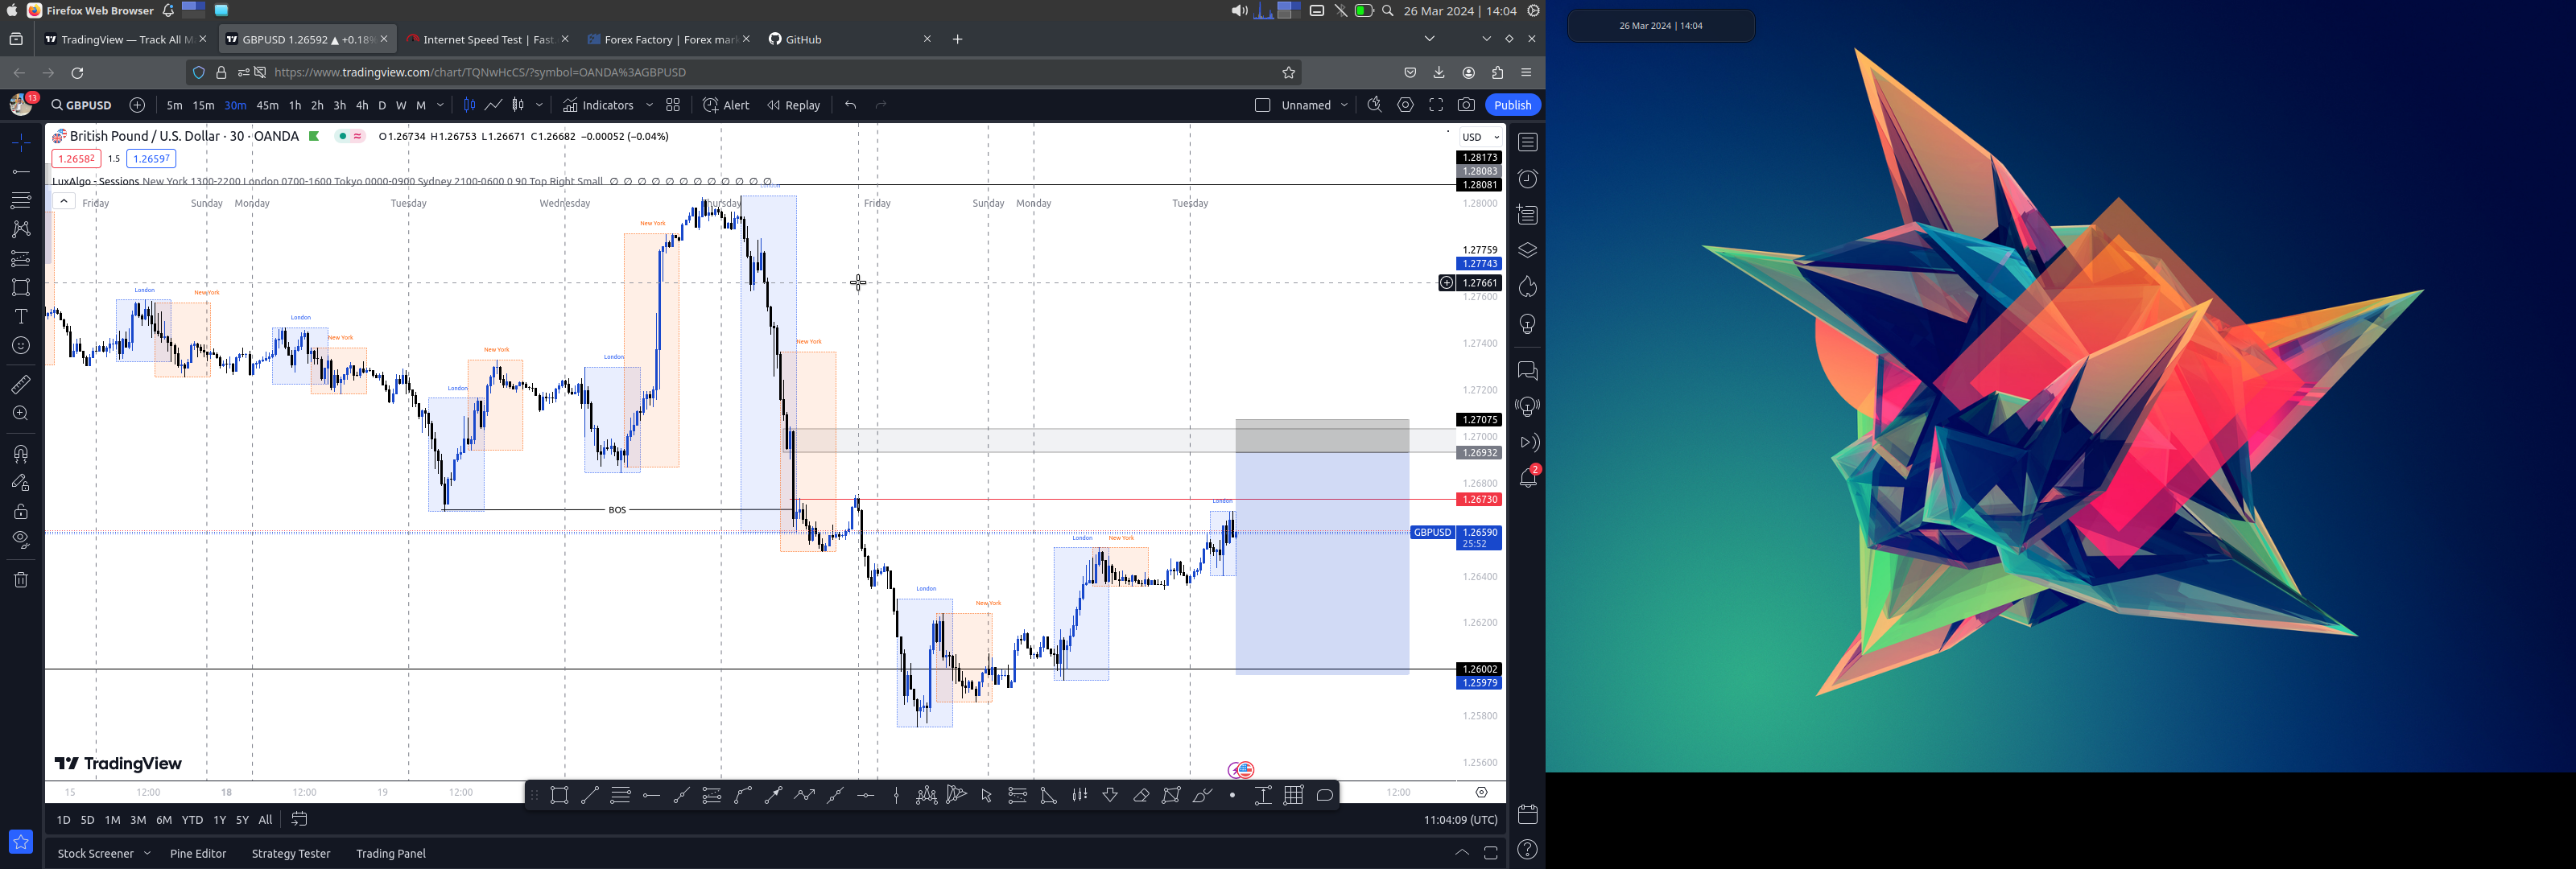 Firefox Web Browser
26 Mar 2024 | 14:04
26 Mar 2024 | 14:04
TradingView — Track All M
GBPUSD 1.26592 ▲ +0.18%
Internet Speed Test | Fast.
Forex Factory | Forex mar
GitHub
https://www.tradingview.com/chart/TQNwHcCS/?symbol=OANDA%3AGBPUSD
13
GBPUSD
5m 15m 30m 45m 1h 2h 3h 4h D W M
Indicators
Alert
Replay
Unnamed
Publish
British Pound / U.S. Dollar · 30 · OANDA
O1.26734 H1.26753 L1.26671 C1.26682 −0.00052 (−0.04%)
USD
1.26582 1.5 1.26597
1.28173
1.28083
LuxAlgo - Sessions New York 1300-2200 London 0700-1600 Tokyo 0000-0900 Sydney 2100-0600 0 90 Top Right Small ∅ ∅ ∅ ∅ ∅ ∅ ∅ ∅ ∅ ∅ ∅ ∅
1.28081
Friday Sunday Monday Tuesday Wednesday Thursday Friday Sunday Monday Tuesday
1.28000
New York
1.27759
1.27743
1.27661
London
New York
1.27600
London
New York
New York
1.27400
New York
London
London
1.27200
1.27075
1.27000
1.26932
1.26800
1.26730
London
BOS
GBPUSD 1.26590
25:52
London New York
1.26400
London
New York
1.26200
1.26002
1.25979
1.25800
TradingView
1.25600
15 12:00 18 12:00 19 12:00 12:00
1D 5D 1M 3M 6M YTD 1Y 5Y All
11:04:09 (UTC)
Stock Screener
Pine Editor
Strategy Tester
Trading Panel
2